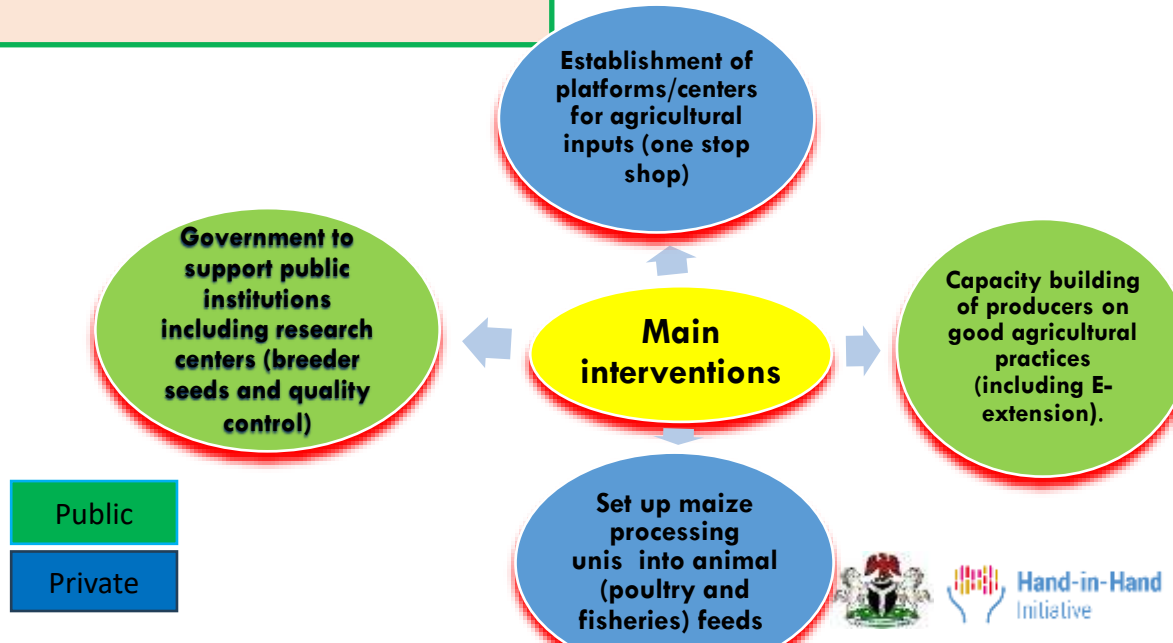 Establishment of
platforms/centers
for agricultural
inputs (one stop
shop)
Government to
support public
institutions
including research
centers (breeder
seeds and quality
control)
Main
interventions
Capacity building
of producers on
good agricultural
practices
(including E-
extension).
Set up maize
processing
unis into animal
(poultry and
fisheries) feeds
Public
Private
Hand-in-Hand
Initiative